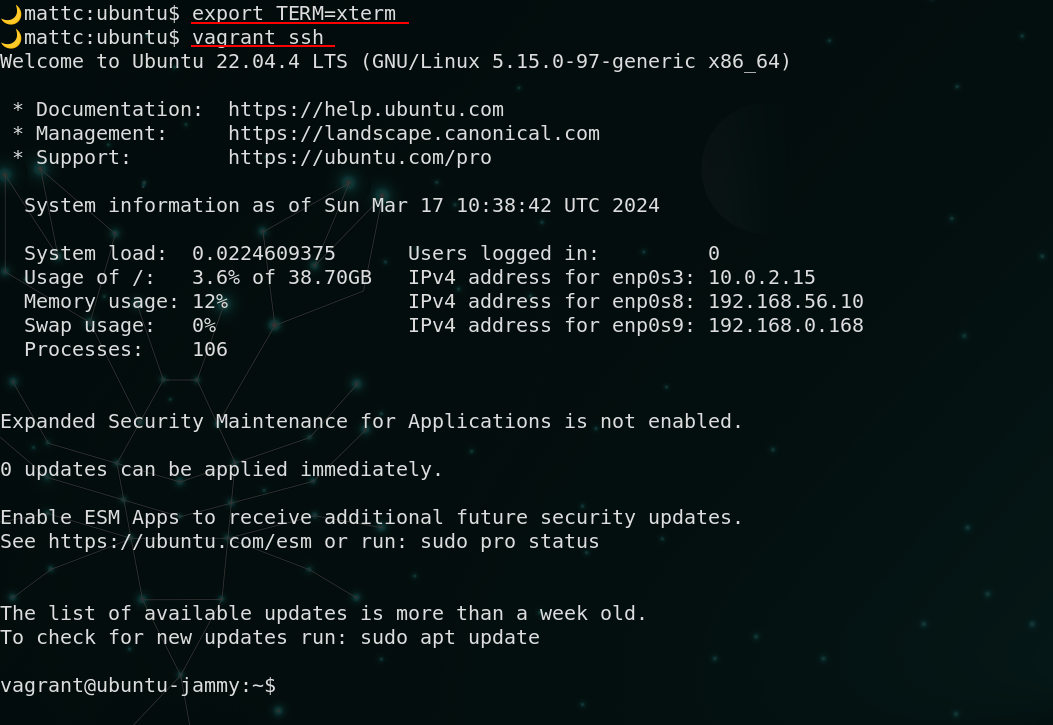 🌙mattc:ubuntu$ export TERM=xterm
🌙mattc:ubuntu$ vagrant ssh
Welcome to Ubuntu 22.04.4 LTS (GNU/Linux 5.15.0-97-generic x86_64)

 * Documentation:  https://help.ubuntu.com
 * Management:     https://landscape.canonical.com
 * Support:        https://ubuntu.com/pro

  System information as of Sun Mar 17 10:38:42 UTC 2024

  System load:  0.0224609375      Users logged in:         0
  Usage of /:   3.6% of 38.70GB   IPv4 address for enp0s3: 10.0.2.15
  Memory usage: 12%               IPv4 address for enp0s8: 192.168.56.10
  Swap usage:   0%                IPv4 address for enp0s9: 192.168.0.168
  Processes:    106

Expanded Security Maintenance for Applications is not enabled.

0 updates can be applied immediately.

Enable ESM Apps to receive additional future security updates.
See https://ubuntu.com/esm or run: sudo pro status

The list of available updates is more than a week old.
To check for new updates run: sudo apt update

vagrant@ubuntu-jammy:~$